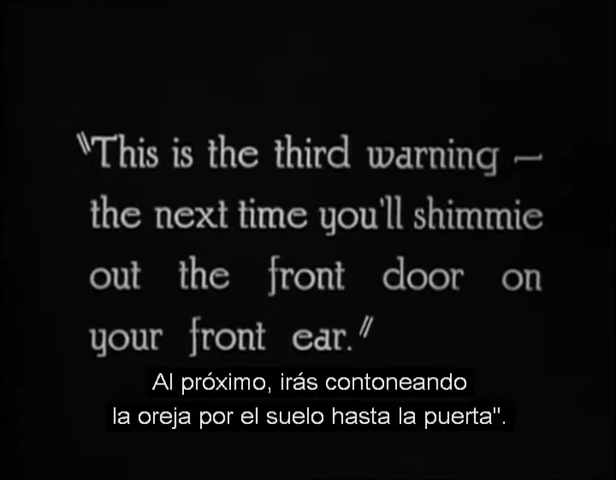 "This is the third warning —
the next time you'll shimmie
out the front door on
your front ear."
Al próximo, irás contoneando
la oreja por el suelo hasta la puerta".